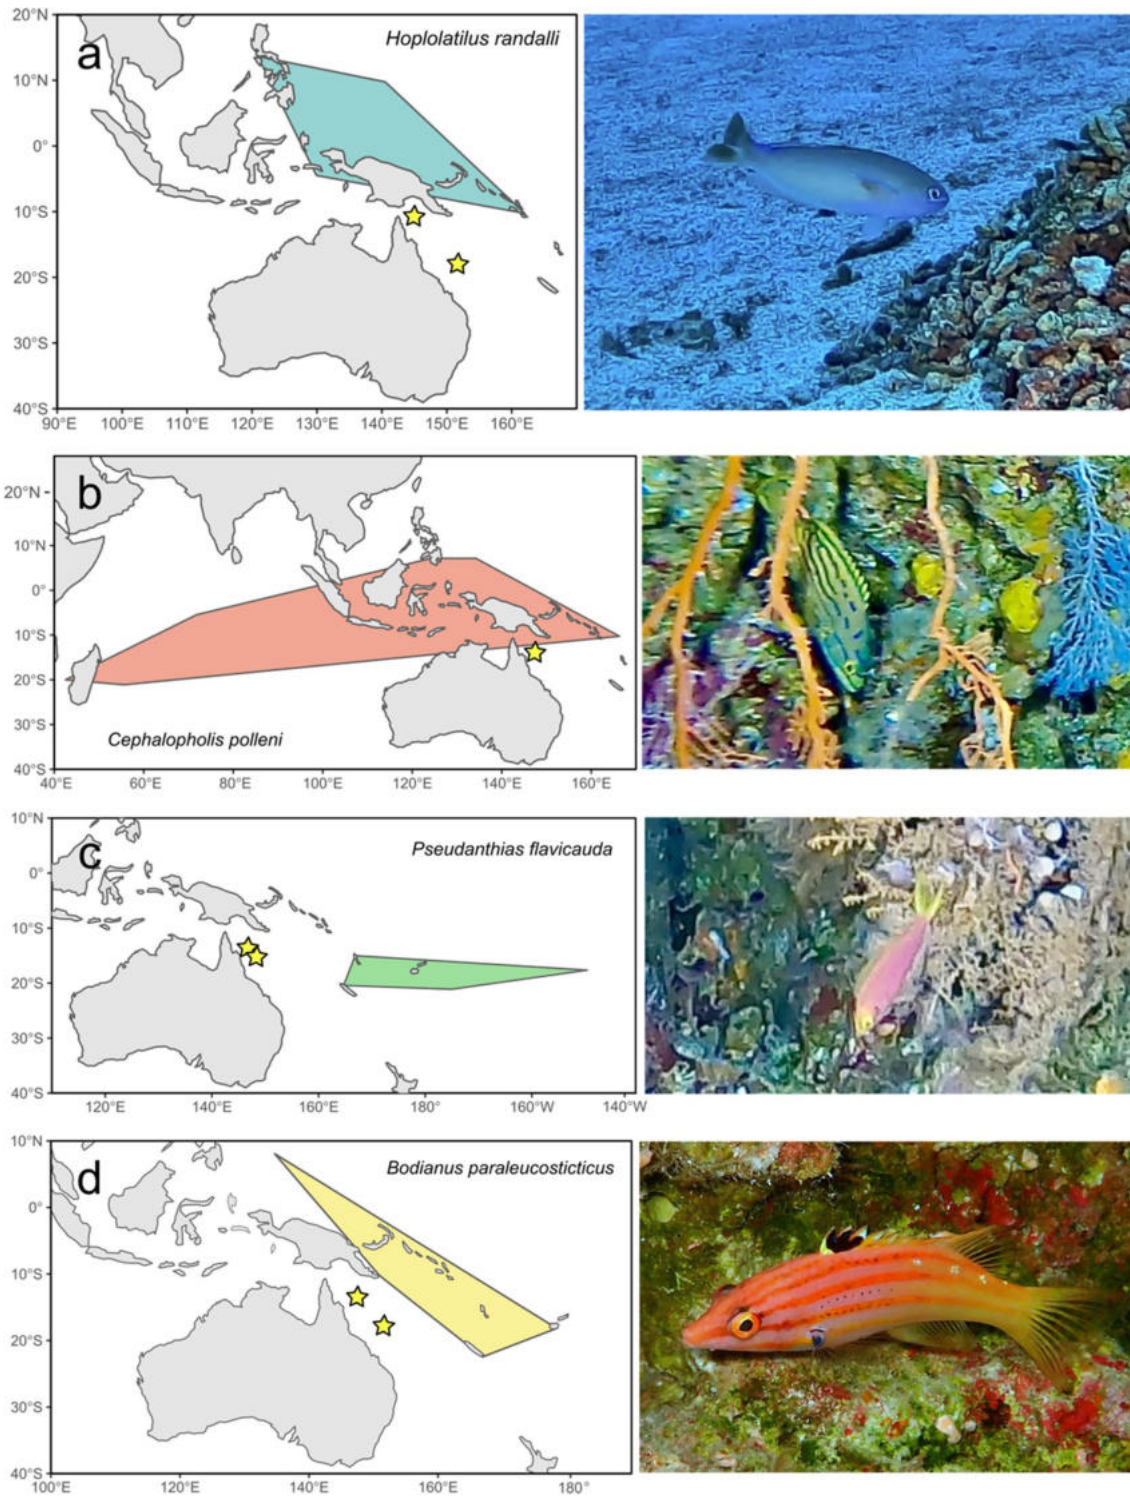 a
Hoplolatilus randalli
20°N
10°N
0°
10°S
20°S
30°S
40°S
90°E 100°E 110°E 120°E 130°E 140°E 150°E 160°E
b
Cephalopholis polleni
20°N
10°N
0°
10°S
20°S
30°S
40°S
40°E 60°E 80°E 100°E 120°E 140°E 160°E
c
Pseudanthias flavicauda
10°N
0°
10°S
20°S
30°S
40°S
120°E 140°E 160°E 180° 160°W 140°W
d
Bodianus paraleucosticticus
10°N
0°
10°S
20°S
30°S
40°S
100°E 120°E 140°E 160°E 180°